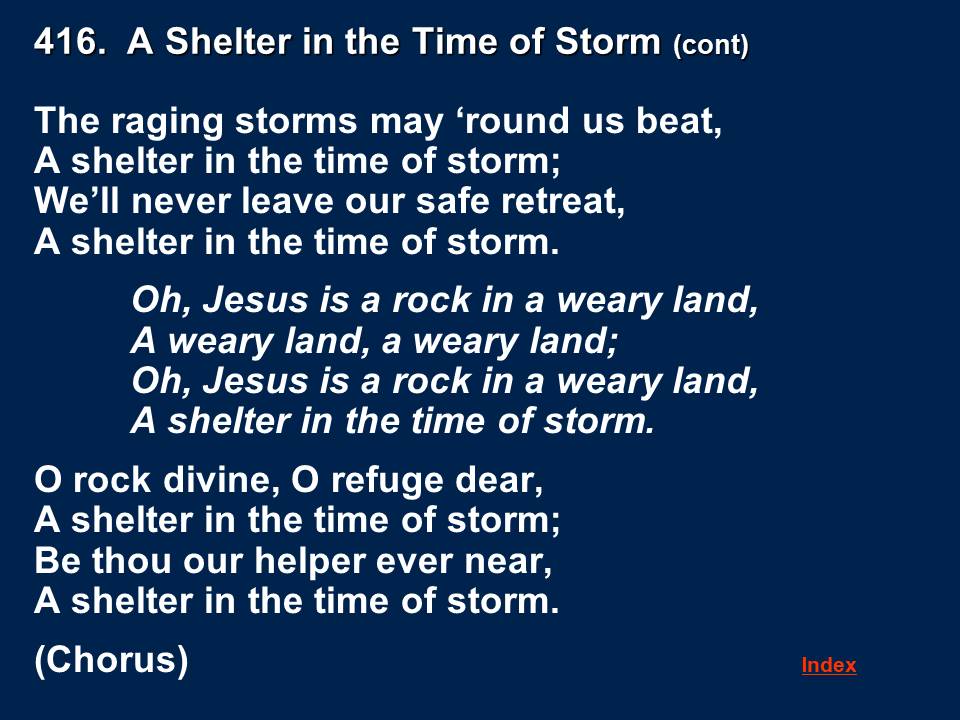 416.  A Shelter in the Time of Storm (cont)
The raging storms may ‘round us beat,
A shelter in the time of storm;
We’ll never leave our safe retreat,
A shelter in the time of storm.
Oh, Jesus is a rock in a weary land,
A weary land, a weary land;
Oh, Jesus is a rock in a weary land,
A shelter in the time of storm.
O rock divine, O refuge dear,
A shelter in the time of storm;
Be thou our helper ever near,
A shelter in the time of storm.
(Chorus)
Index